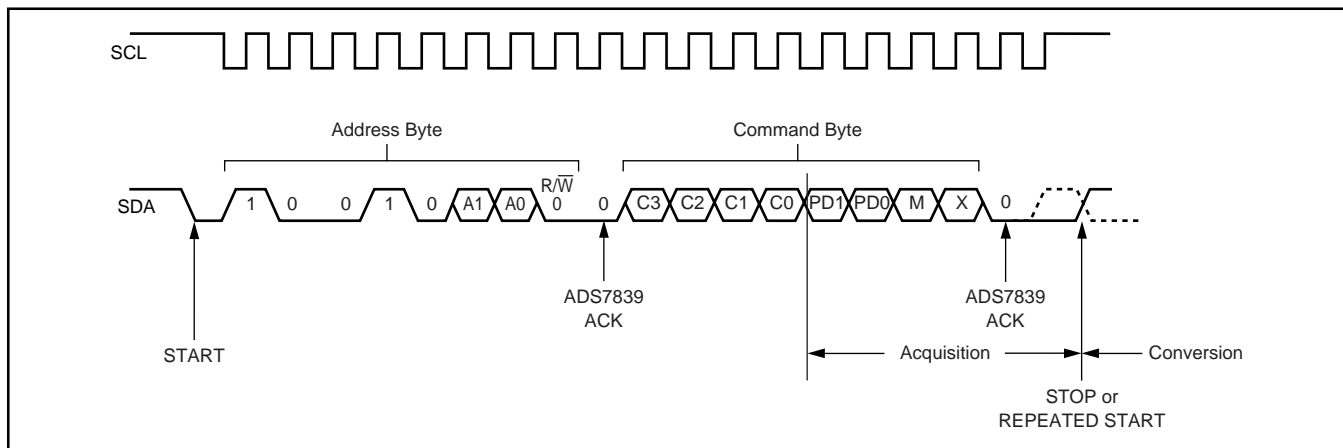 SCL
Address Byte
Command Byte
R/W̅
SDA
1 0 0 1 0 A1 A0 0 0 C3 C2 C1 C0 PD1 PD0 M X 0
ADS7839
ACK
ADS7839
ACK
START
Acquisition
Conversion
STOP or
REPEATED START